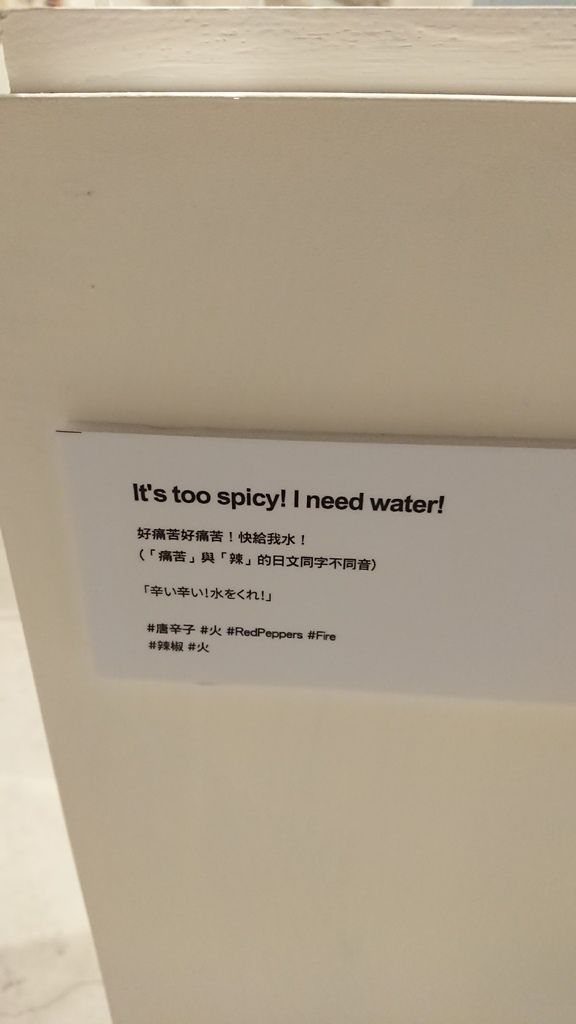 It's too spicy! I need water!
好痛苦好痛苦！快給我水！
（「痛苦」與「辣」的日文同字不同音）
「辛い辛い！水をくれ！」
#唐辛子 #火 #RedPeppers #Fire
#辣椒 #火